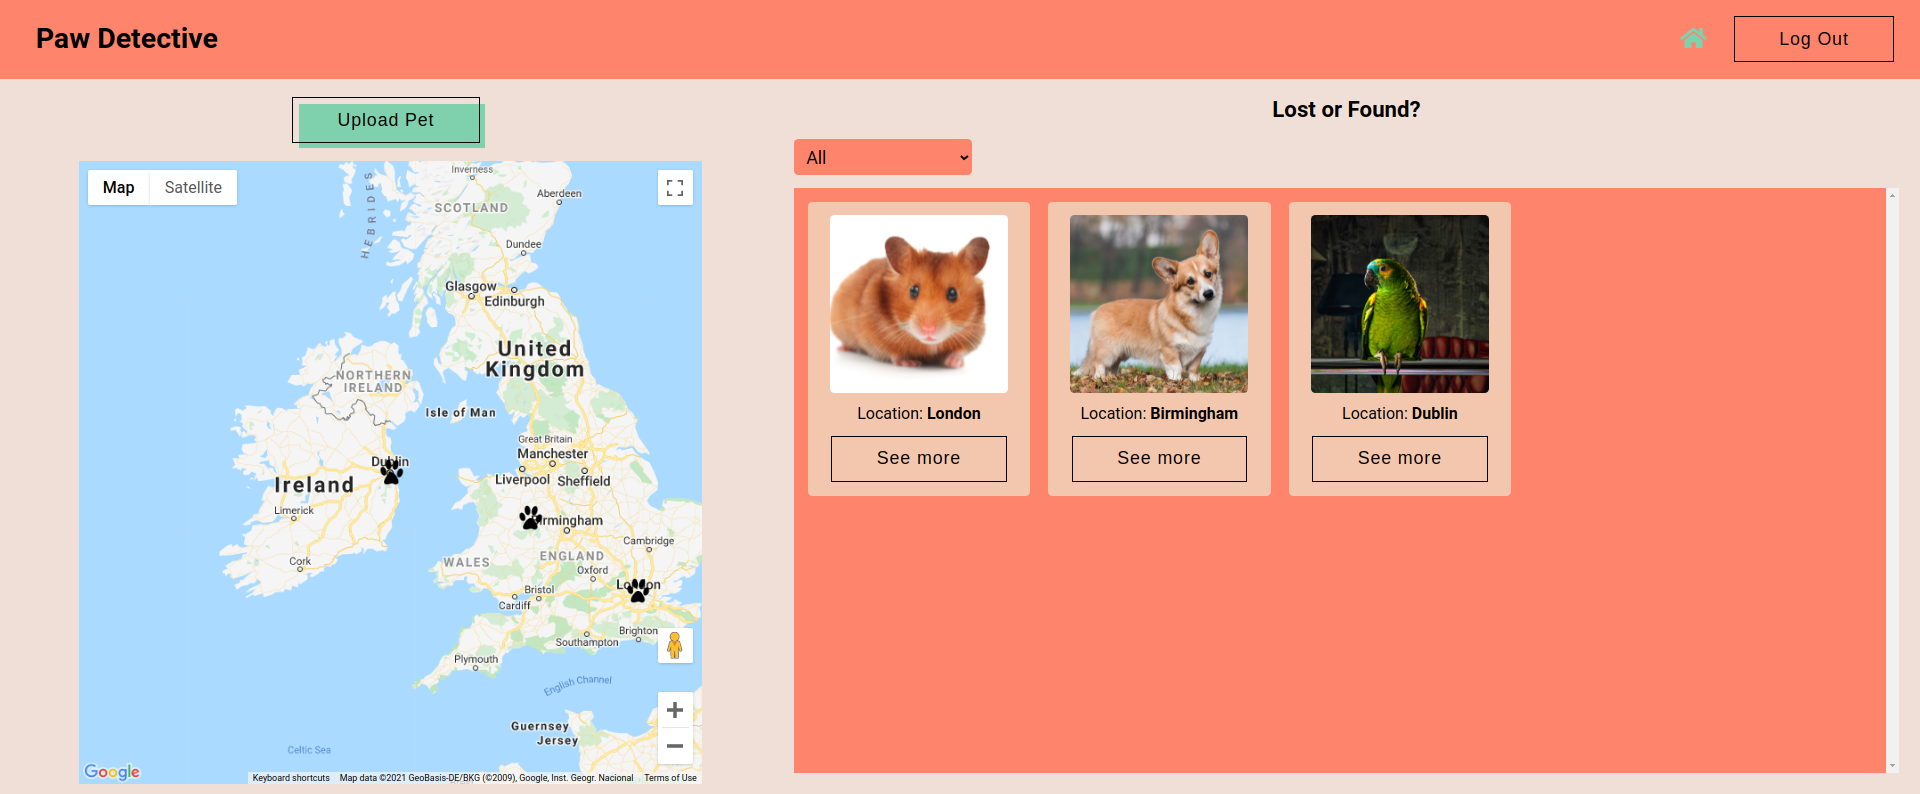 Paw Detective
Log Out
Upload Pet
Lost or Found?
All
Map
Satellite
Inverness
Aberdeen
HEBRIDES
SCOTLAND
Dundee
Glasgow
Edinburgh
United
Kingdom
NORTHERN
IRELAND
Isle of Man
Great Britain
Manchester
Dublin
Liverpool
Sheffield
Ireland
Limerick
rmingham
Cambridge
ENGLAND
WALES
Cork
Oxford
London
Bristol
Cardiff
Brighton
Southampton
Plymouth
English Channel
Guernsey
Jersey
Celtic Sea
Google
Keyboard shortcuts
Map data ©2021 GeoBasis-DE/BKG (©2009), Google, Inst. Geogr. Nacional
Terms of Use
Location: London
See more
Location: Birmingham
See more
Location: Dublin
See more